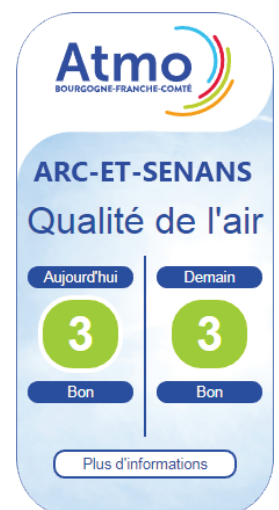 Atmo
BOURGOGNE-FRANCHE-COMTÉ
ARC-ET-SENANS
Qualité de l'air
Aujourd'hui
Demain
3
3
Bon
Bon
Plus d'informations